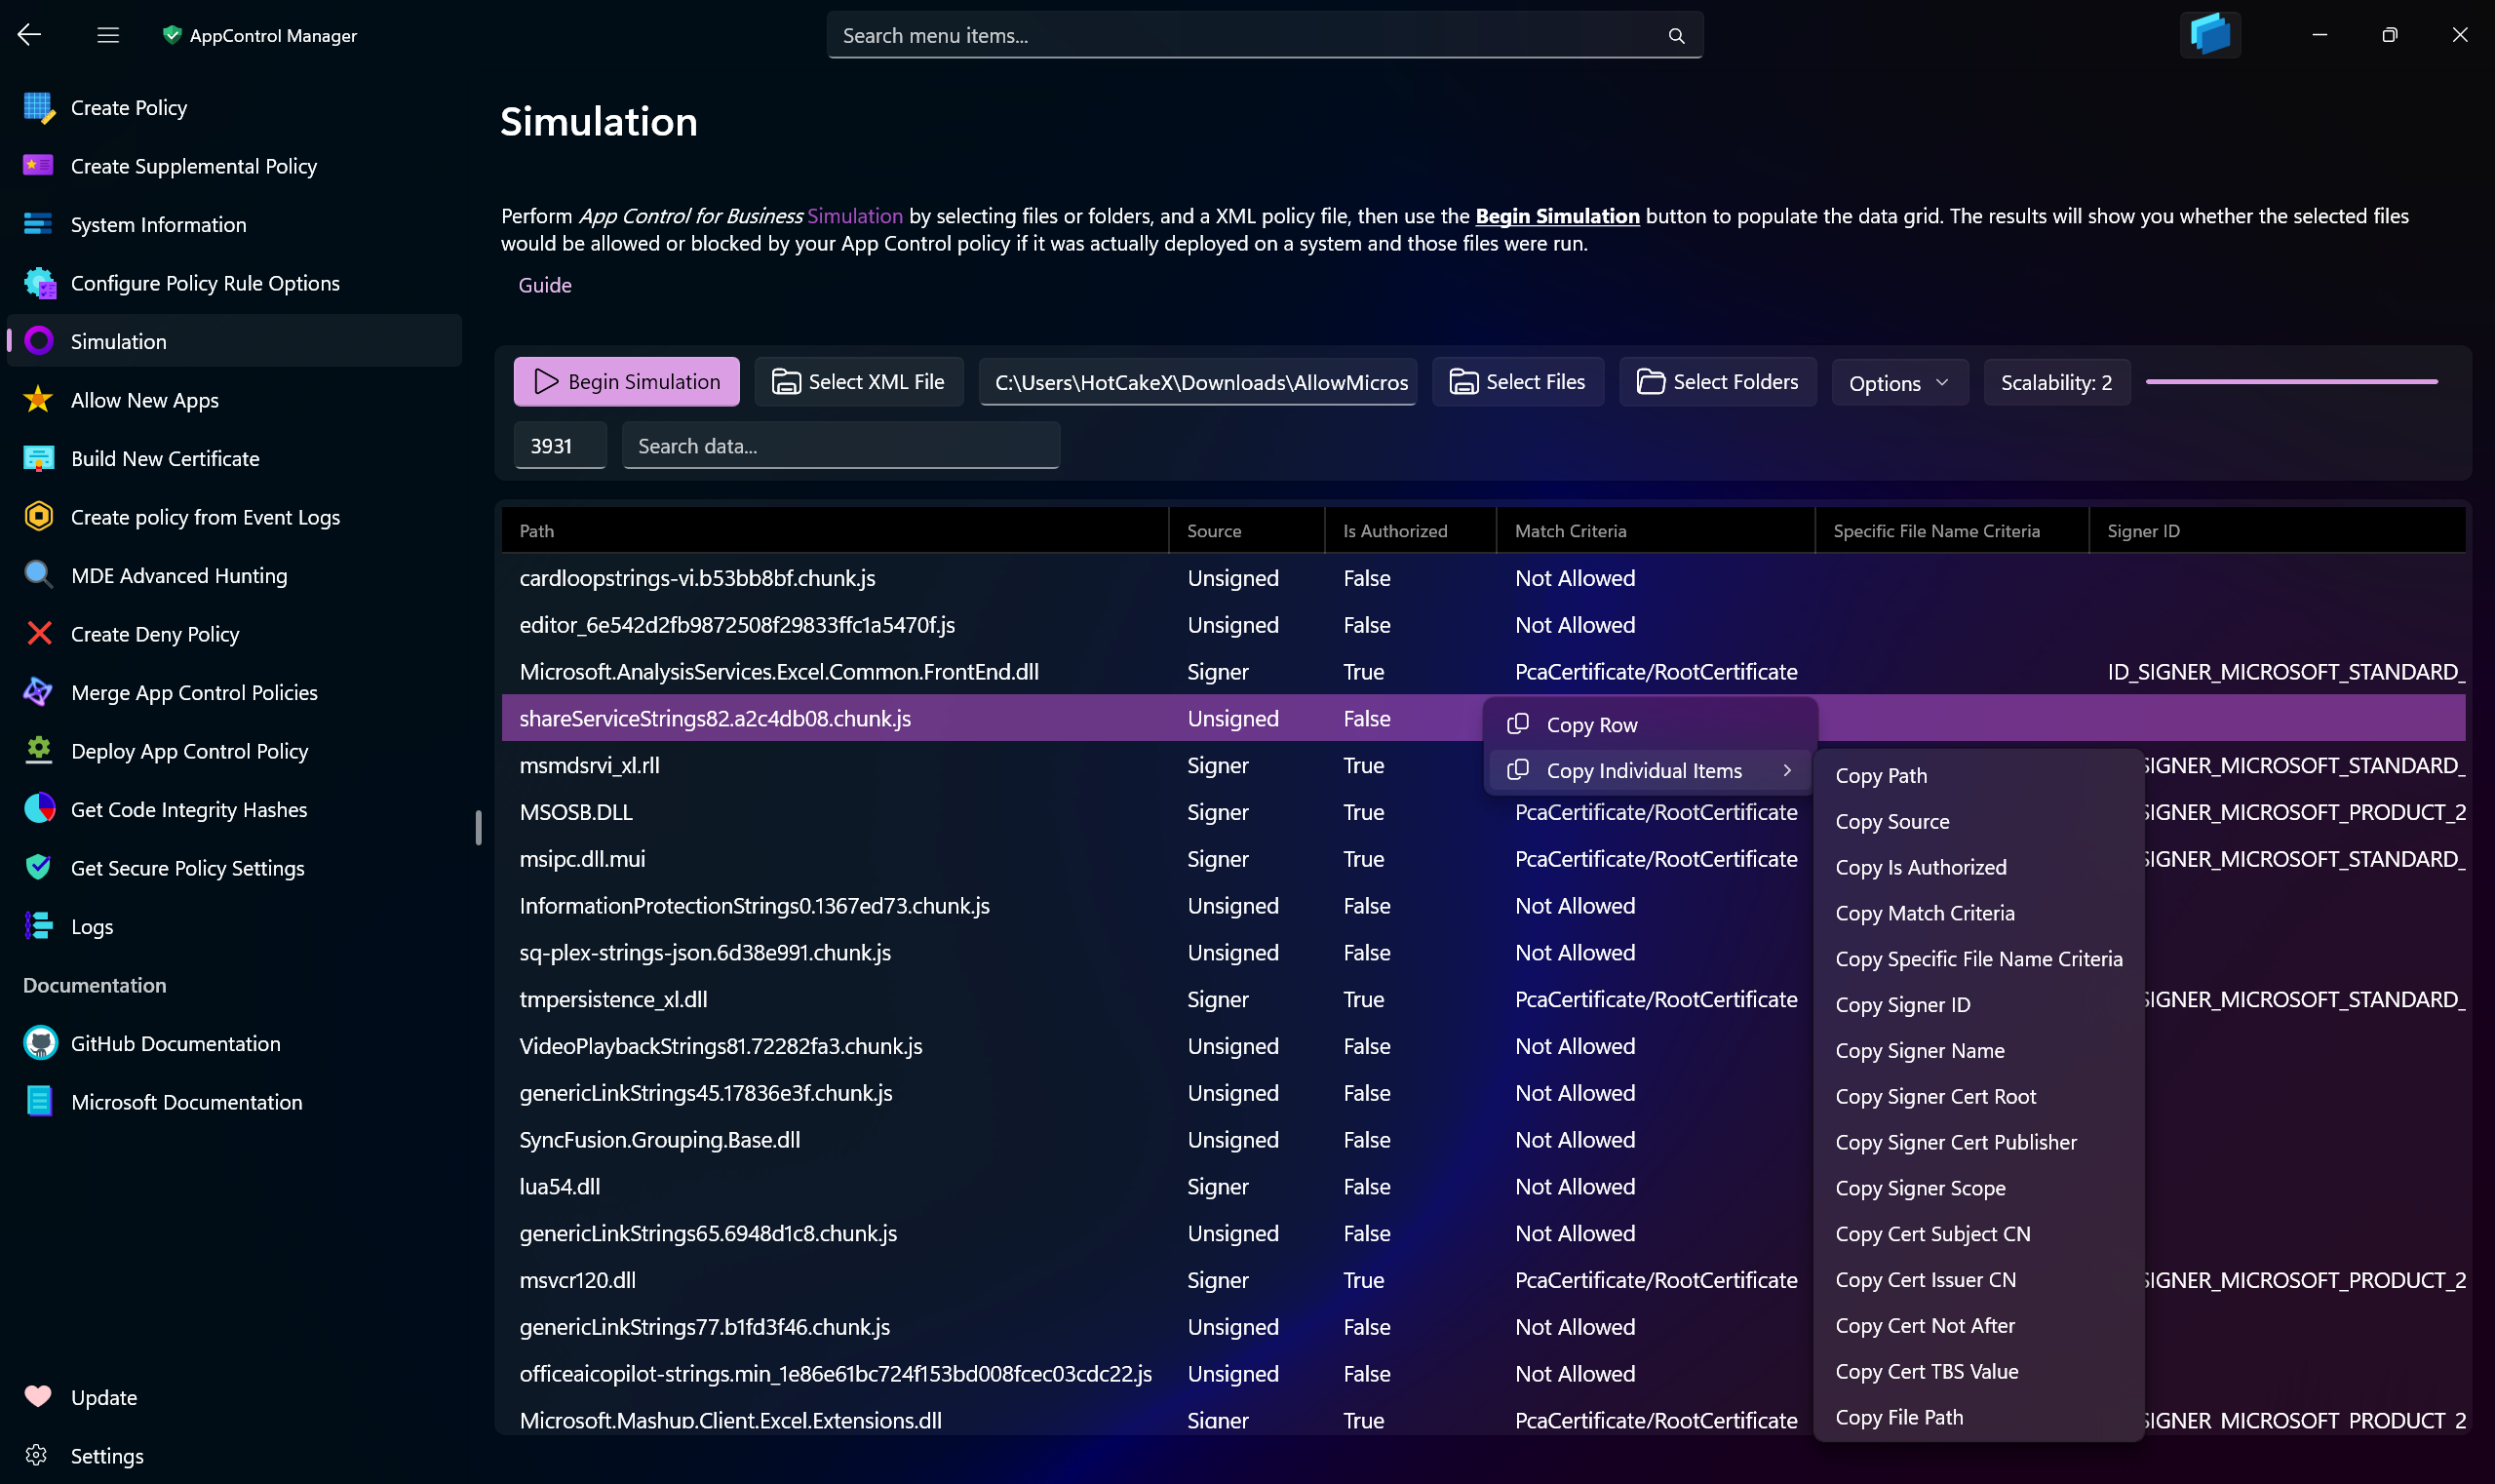 AppControl Manager
Search menu items...
Create Policy
Create Supplemental Policy
System Information
Configure Policy Rule Options
Simulation
Allow New Apps
Build New Certificate
Create policy from Event Logs
MDE Advanced Hunting
Create Deny Policy
Merge App Control Policies
Deploy App Control Policy
Get Code Integrity Hashes
Get Secure Policy Settings
Logs
Documentation
GitHub Documentation
Microsoft Documentation
Update
Settings
Simulation
Perform App Control for Business Simulation by selecting files or folders, and a XML policy file, then use the Begin Simulation button to populate the data grid. The results will show you whether the selected files
would be allowed or blocked by your App Control policy if it was actually deployed on a system and those files were run.
Guide
Begin Simulation Select XML File C:\Users\HotCakeX\Downloads\AllowMicros Select Files Select Folders Options Scalability: 2
3931 Search data...
Path Source Is Authorized Match Criteria Specific File Name Criteria Signer ID
cardloopstrings-vi.b53bb8bf.chunk.js Unsigned False Not Allowed
editor_6e542d2fb9872508f29833ffc1a5470f.js Unsigned False Not Allowed
Microsoft.AnalysisServices.Excel.Common.FrontEnd.dll Signer True PcaCertificate/RootCertificate ID_SIGNER_MICROSOFT_STANDARD_
shareServiceStrings82.a2c4db08.chunk.js Unsigned False
msmdsrvi_xl.rll Signer True SIGNER_MICROSOFT_STANDARD_
MSOSB.DLL Signer True PcaCertificate/RootCertificate SIGNER_MICROSOFT_PRODUCT_2
msipc.dll.mui Signer True PcaCertificate/RootCertificate SIGNER_MICROSOFT_STANDARD_
InformationProtectionStrings0.1367ed73.chunk.js Unsigned False Not Allowed
sq-plex-strings-json.6d38e991.chunk.js Unsigned False Not Allowed
tmpersistence_xl.dll Signer True PcaCertificate/RootCertificate SIGNER_MICROSOFT_STANDARD_
VideoPlaybackStrings81.72282fa3.chunk.js Unsigned False Not Allowed
genericLinkStrings45.17836e3f.chunk.js Unsigned False Not Allowed
SyncFusion.Grouping.Base.dll Unsigned False Not Allowed
lua54.dll Signer False Not Allowed
genericLinkStrings65.6948d1c8.chunk.js Unsigned False Not Allowed
msvcr120.dll Signer True PcaCertificate/RootCertificate SIGNER_MICROSOFT_PRODUCT_2
genericLinkStrings77.b1fd3f46.chunk.js Unsigned False Not Allowed
officeaicopilot-strings.min_1e86e61bc724f153bd008fcec03cdc22.js Unsigned False Not Allowed
Microsoft.Mashup.Client.Excel.Extensions.dll Signer True PcaCertificate/RootCertificate SIGNER_MICROSOFT_PRODUCT_2
Copy Row
Copy Individual Items
Copy Path
Copy Source
Copy Is Authorized
Copy Match Criteria
Copy Specific File Name Criteria
Copy Signer ID
Copy Signer Name
Copy Signer Cert Root
Copy Signer Cert Publisher
Copy Signer Scope
Copy Cert Subject CN
Copy Cert Issuer CN
Copy Cert Not After
Copy Cert TBS Value
Copy File Path